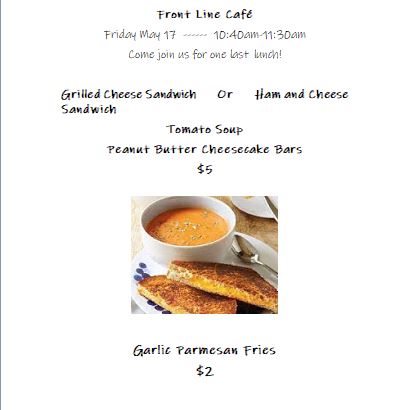 Front Line Café
Friday May 17 ------ 10:40am-11:30am
Come join us for one last lunch!
Grilled Cheese Sandwich Or Ham and Cheese
Sandwich
Tomato Soup
Peanut Butter Cheesecake Bars
$5
Garlic Parmesan Fries
$2